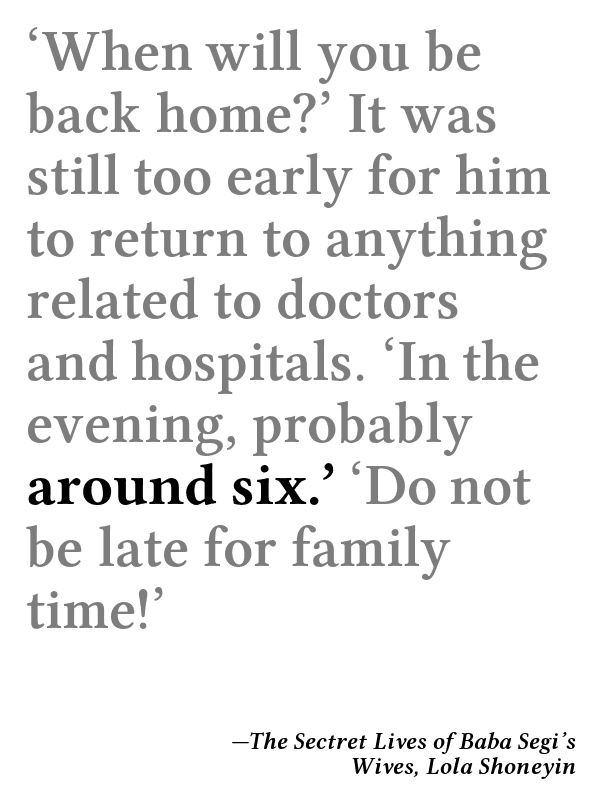 ‘When will you be
back home?’ It was
still too early for him
to return to anything
related to doctors
and hospitals. ‘In the
evening, probably
around six.’ ‘Do not
be late for family
time!’
—The Sectret Lives of Baba Segi’s
Wives, Lola Shoneyin